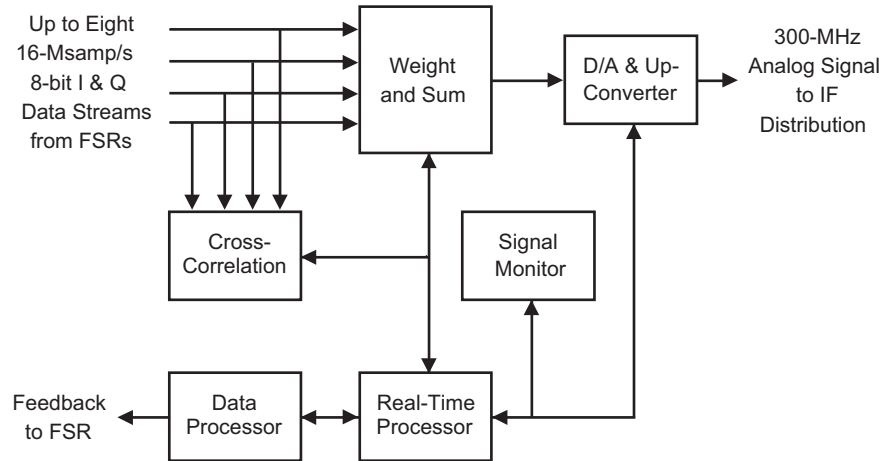 Up to Eight
16-Msamp/s
8-bit I & Q
Data Streams
from FSRs
Weight
and Sum
D/A & Up-
Converter
300-MHz
Analog Signal
to IF
Distribution
Cross-
Correlation
Signal
Monitor
Feedback
to FSR
Data
Processor
Real-Time
Processor